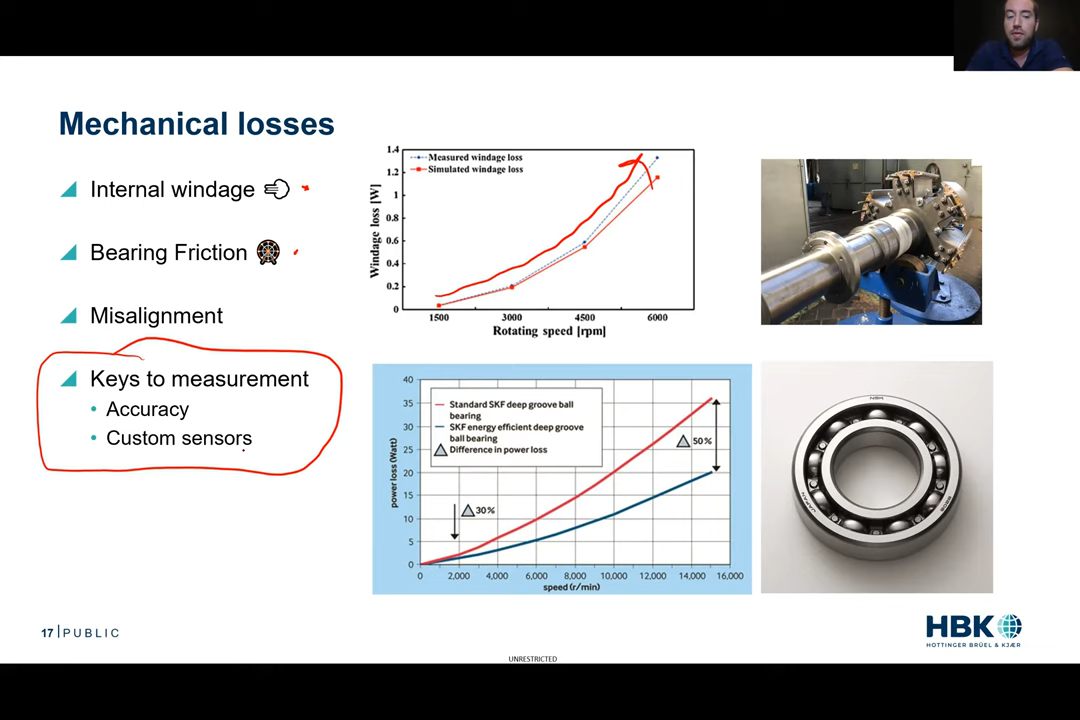 Mechanical losses
Internal windage
Bearing Friction
Misalignment
Keys to measurement
• Accuracy
• Custom sensors
1.4
1.2
1
0.8
0.6
0.4
0.2
0
Windage loss [W]
Measured windage loss
Simulated windage loss
1500 3000 4500 6000
Rotating speed [rpm]
40
35
30
25
20
15
10
5
0
power loss (Watt)
Standard SKF deep groove ball
bearing
SKF energy efficient deep groove
ball bearing
Difference in power loss
50%
30%
0 2,000 4,000 6,000 8,000 10,000 12,000 14,000 16,000
speed (r/min)
NBK
JAPAN
17 | PUBLIC
HBK
HOTTINGER BRÜEL & KJÆR
UNRESTRICTED